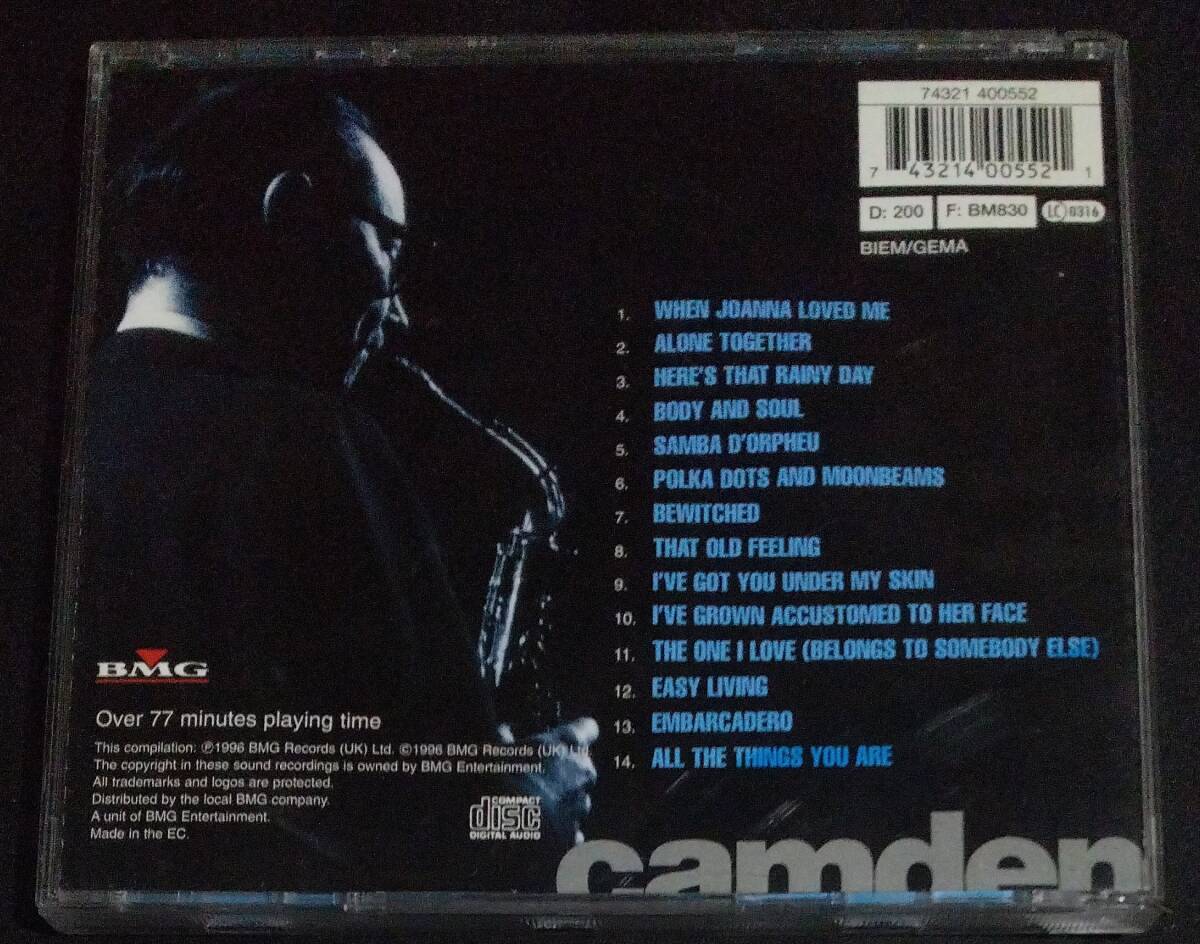 74321 400552
7 43214 00552 1
D: 200
F: BM830
LC 0316
BIEM/GEMA
1. WHEN JOANNA LOVED ME
2. ALONE TOGETHER
3. HERE'S THAT RAINY DAY
4. BODY AND SOUL
5. SAMBA D'ORPHEU
6. POLKA DOTS AND MOONBEAMS
7. BEWITCHED
8. THAT OLD FEELING
9. I'VE GOT YOU UNDER MY SKIN
10. I'VE GROWN ACCUSTOMED TO HER FACE
11. THE ONE I LOVE (BELONGS TO SOMEBODY ELSE)
12. EASY LIVING
13. EMBARCADERO
14. ALL THE THINGS YOU ARE
BMG
Over 77 minutes playing time
This compilation: ℗1996 BMG Records (UK) Ltd. ©1996 BMG Records (UK) Ltd.
The copyright in these sound recordings is owned by BMG Entertainment.
All trademarks and logos are protected.
Distributed by the local BMG company.
A unit of BMG Entertainment.
Made in the EC.
COMPACT
disc
DIGITAL AUDIO
camden